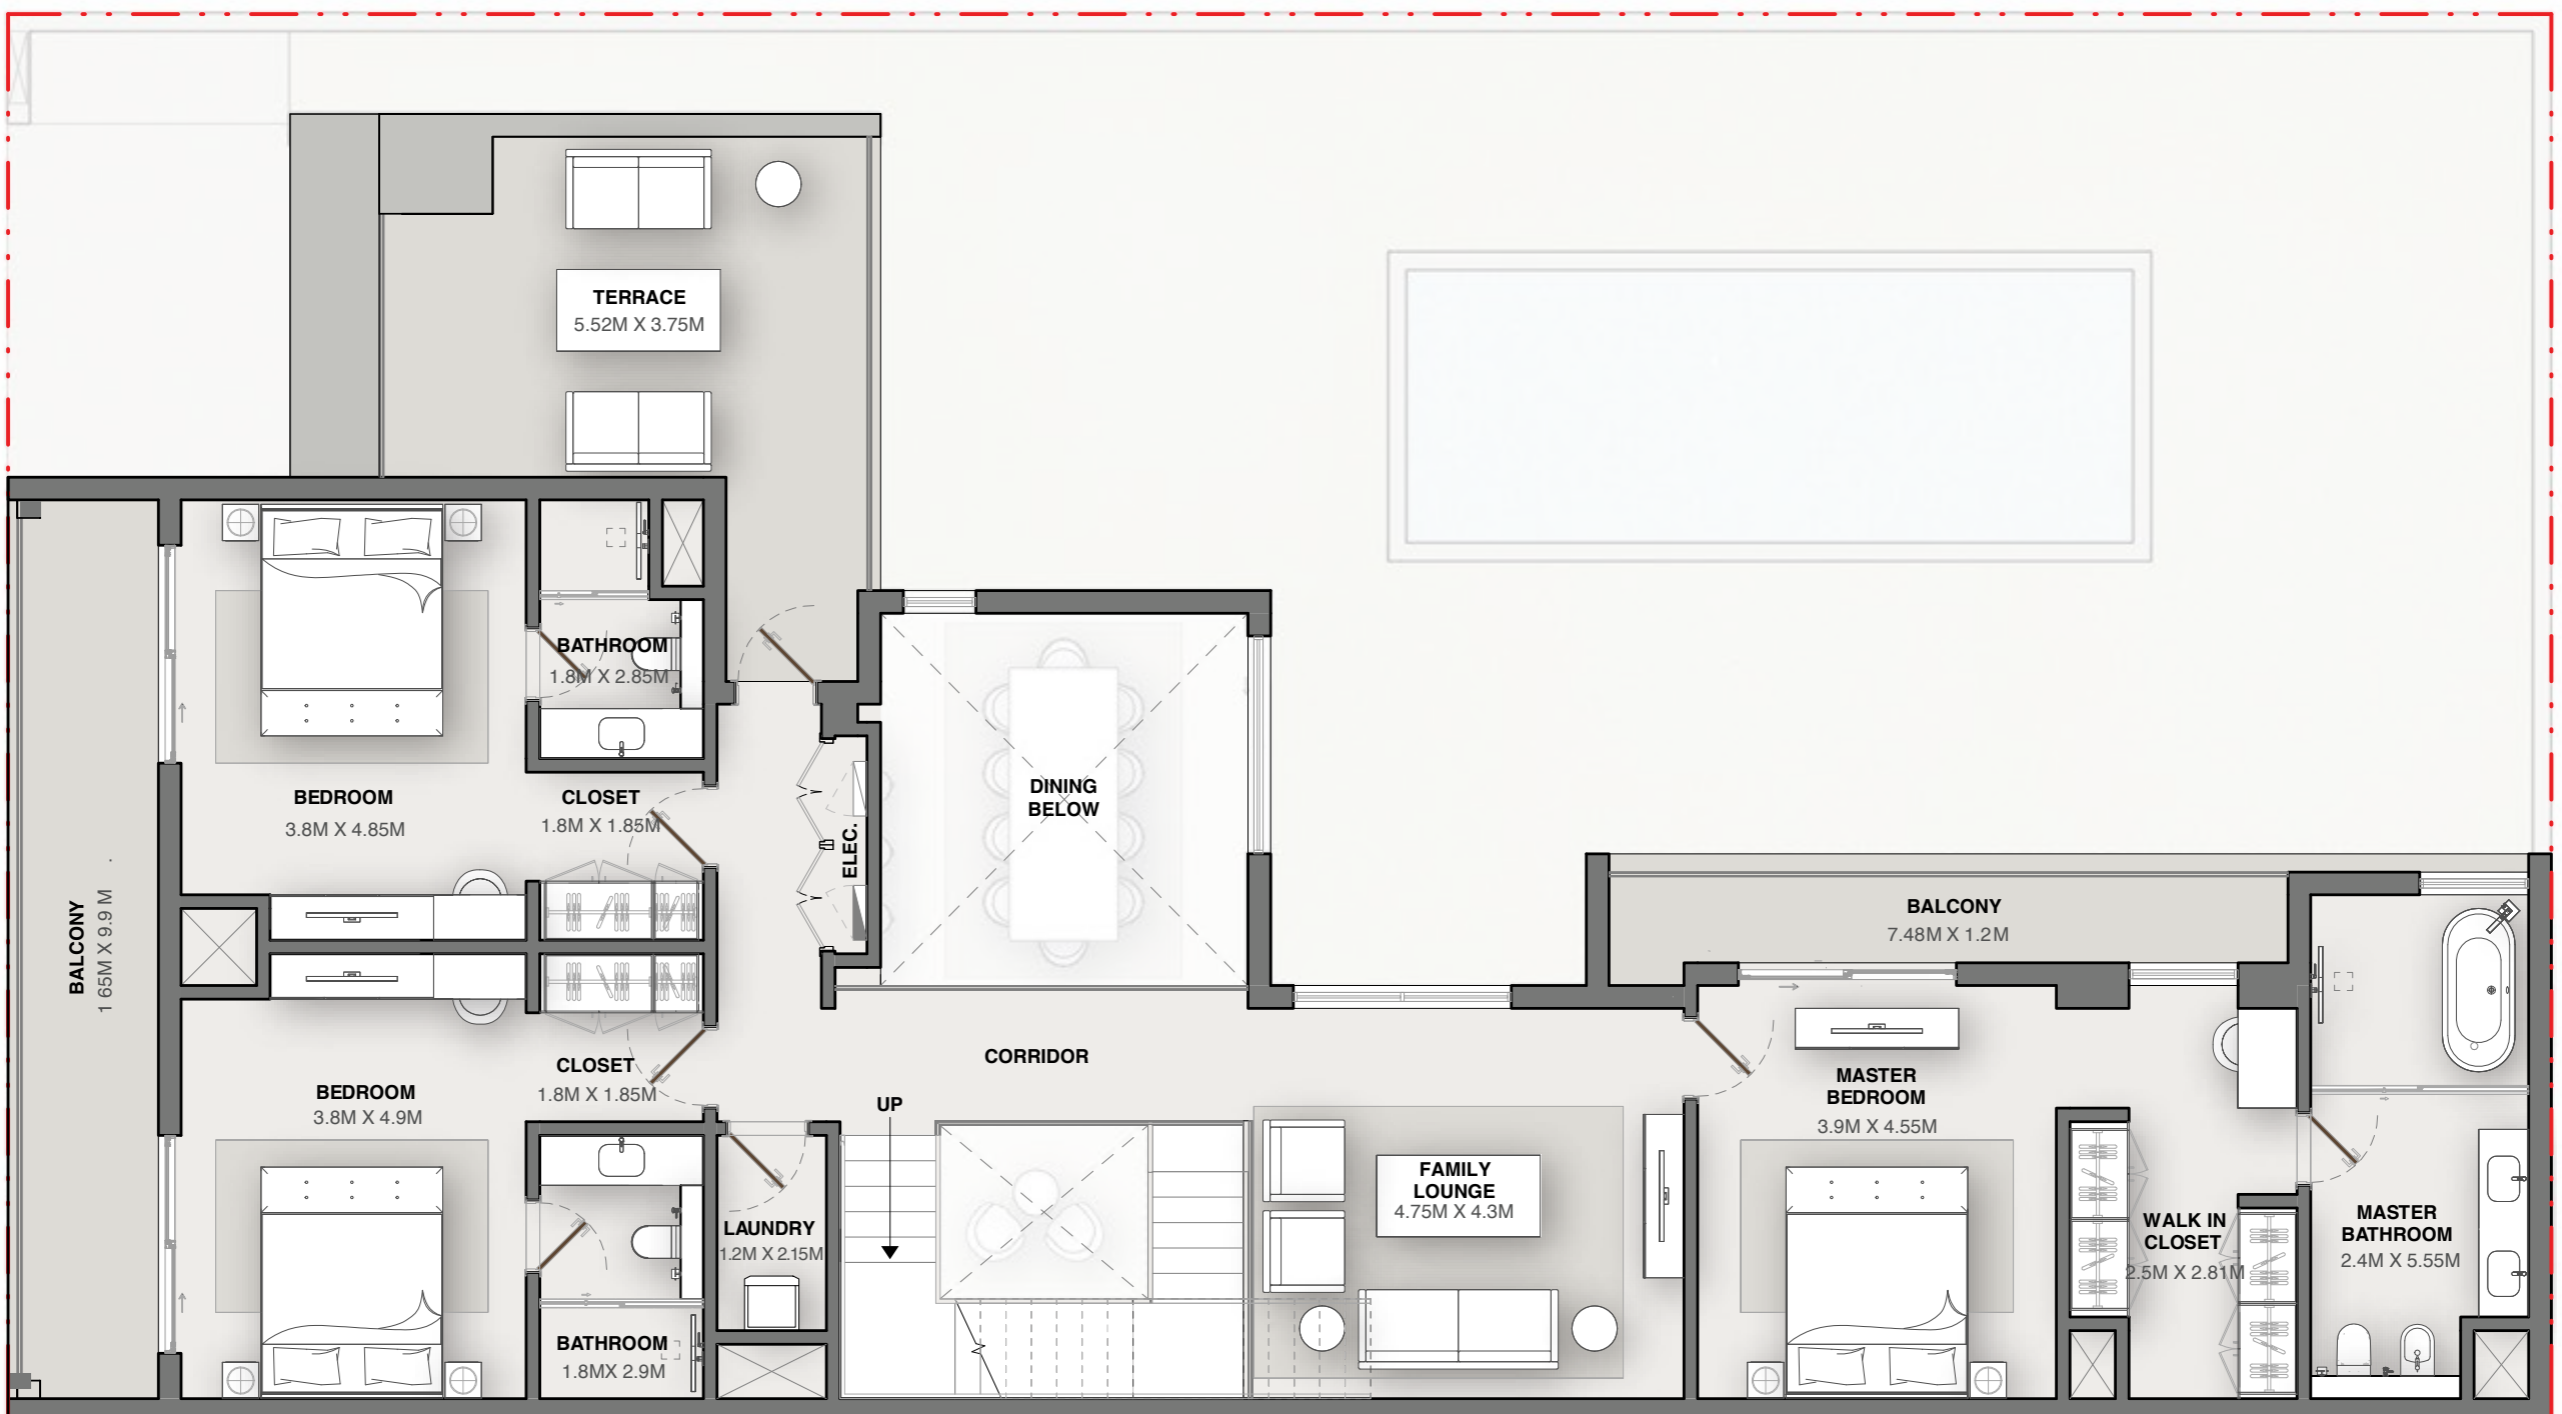 TERRACE
5.52M X 3.75M
BATHROOM
1.8M X 2.85M
BEDROOM
3.8M X 4.85M
CLOSET
1.8M X 1.85M
ELEC.
DINING
BELOW
BALCONY
1 65M X 9.9 M
BALCONY
7.48M X 1.2M
CORRIDOR
CLOSET
1.8M X 1.85M
BEDROOM
3.8M X 4.9M
UP
MASTER
BEDROOM
3.9M X 4.55M
FAMILY
LOUNGE
4.75M X 4.3M
LAUNDRY
1.2M X 2.15M
WALK IN
CLOSET
2.5M X 2.81M
MASTER
BATHROOM
2.4M X 5.55M
BATHROOM
1.8MX 2.9M